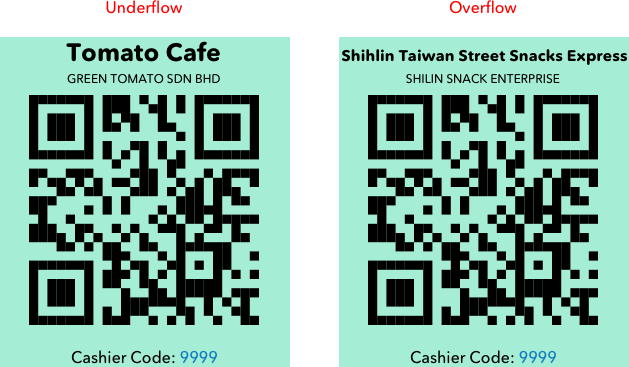 Underflow
Overflow
Tomato Cafe
GREEN TOMATO SDN BHD
Cashier Code: 9999
Shihlin Taiwan Street Snacks Express
SHILIN SNACK ENTERPRISE
Cashier Code: 9999